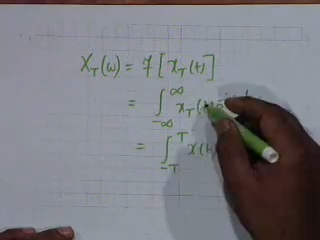 X_T(ω) = F[x_T(t)]
= ∫_{-∞}^{∞} x_T(t)
= ∫_{-T}^{T} x(t)